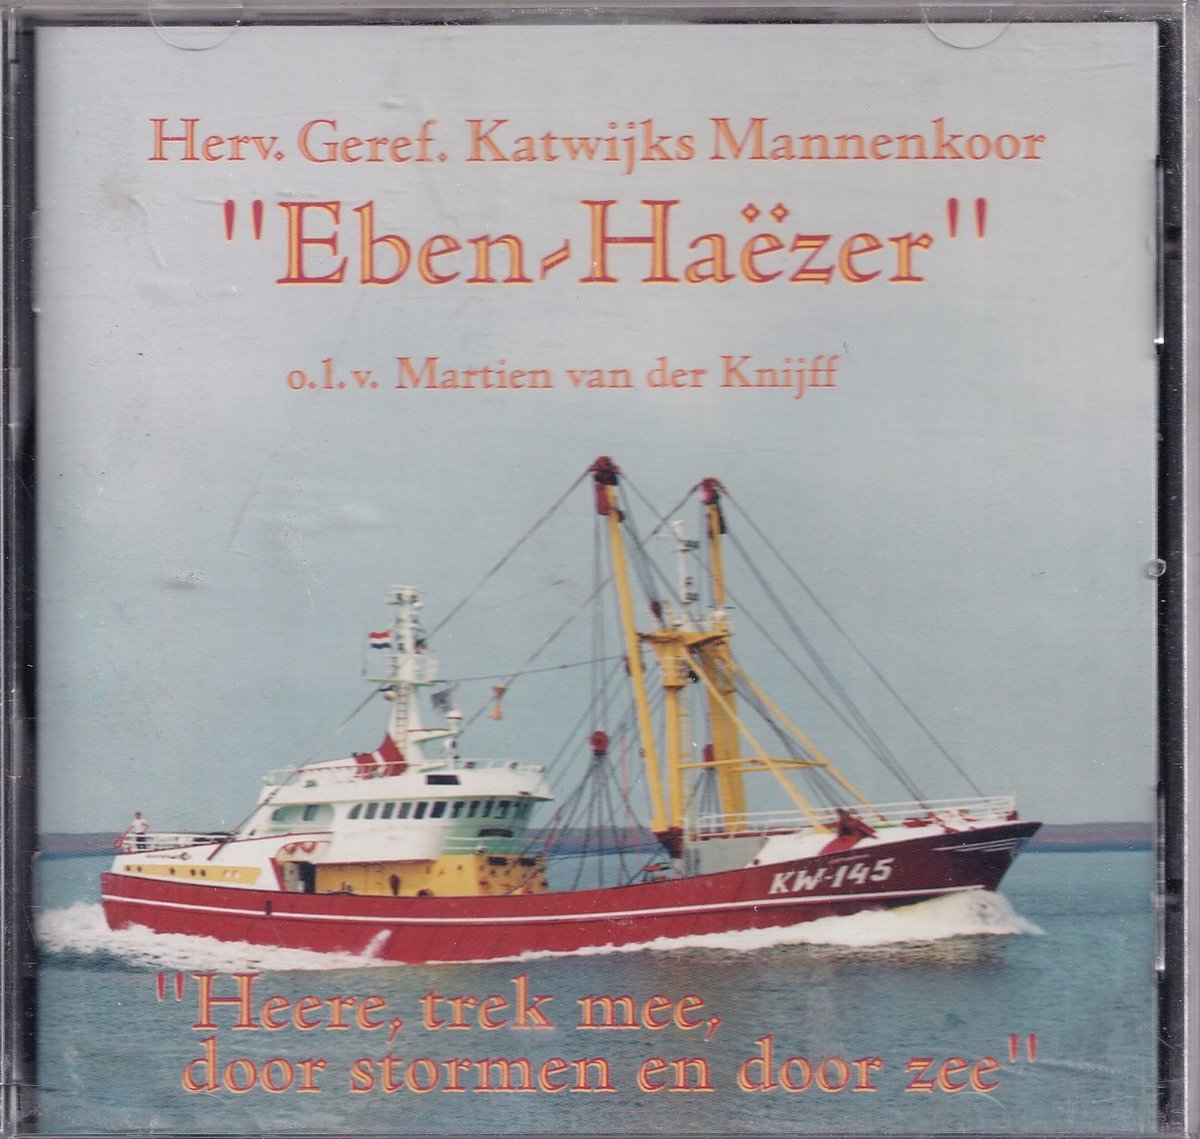 Herv. Geref. Katwijks Mannenkoor
"Eben-Haëzer"
o.l.v. Martien van der Knijff
KW-145
"Heere, trek mee,
door stormen en door zee"